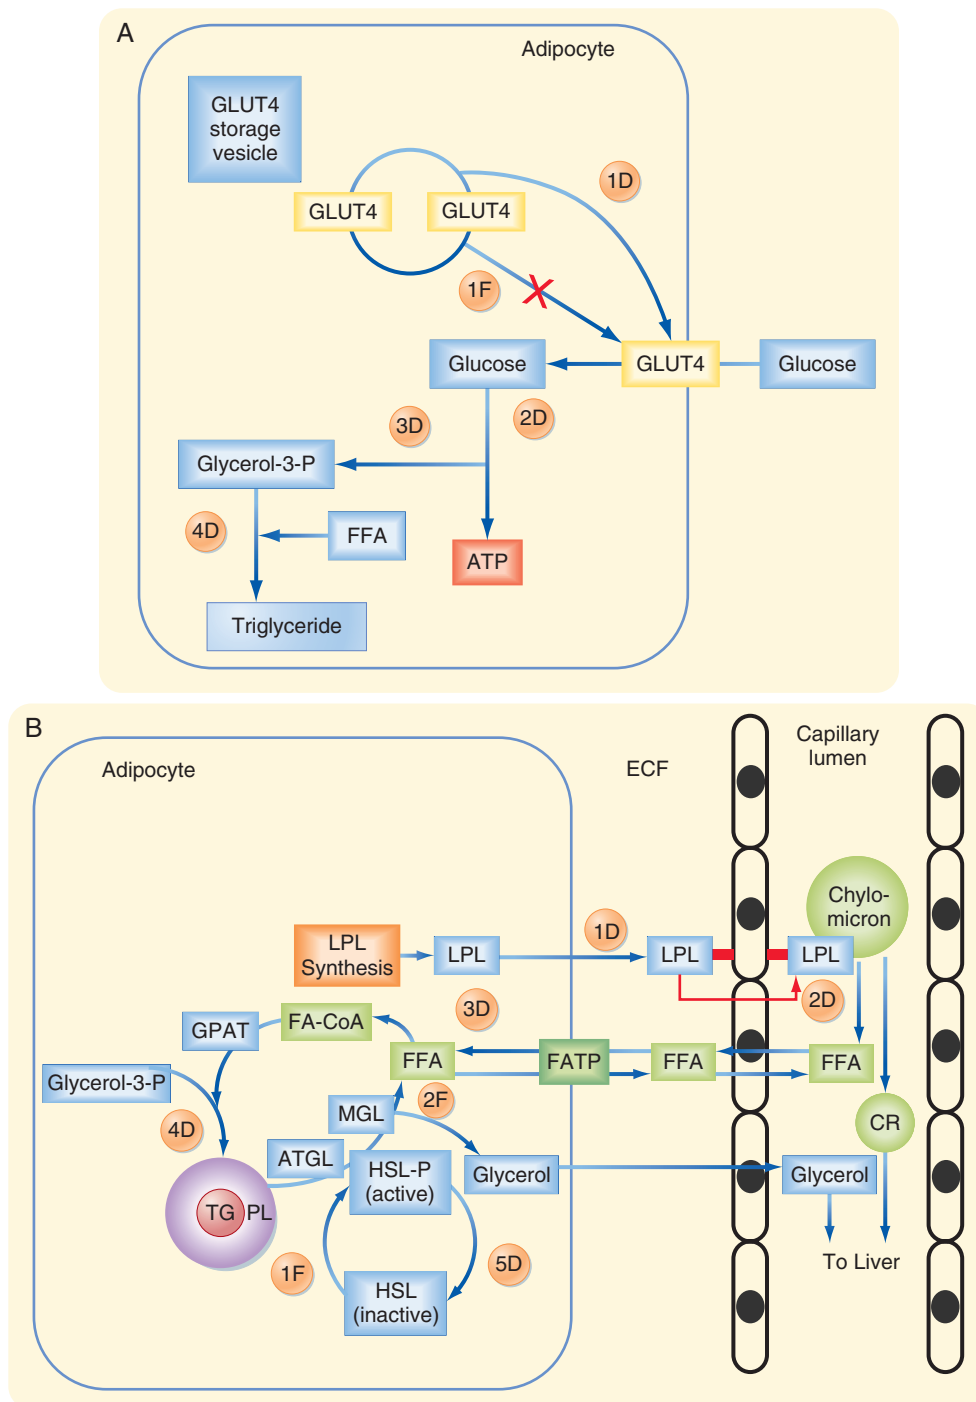 A
Adipocyte
GLUT4
storage
vesicle
1D
GLUT4
GLUT4
1F
Glucose
GLUT4
Glucose
3D
2D
Glycerol-3-P
4D
FFA
ATP
Triglyceride
B
Adipocyte
ECF
Capillary
lumen
Chylo-
micron
1D
LPL
Synthesis
LPL
LPL
LPL
3D
2D
FA-CoA
GPAT
FFA
FATP
FFA
FFA
Glycerol-3-P
2F
MGL
4D
CR
ATGL
HSL-P
(active)
Glycerol
Glycerol
TG
PL
To Liver
1F
5D
HSL
(inactive)